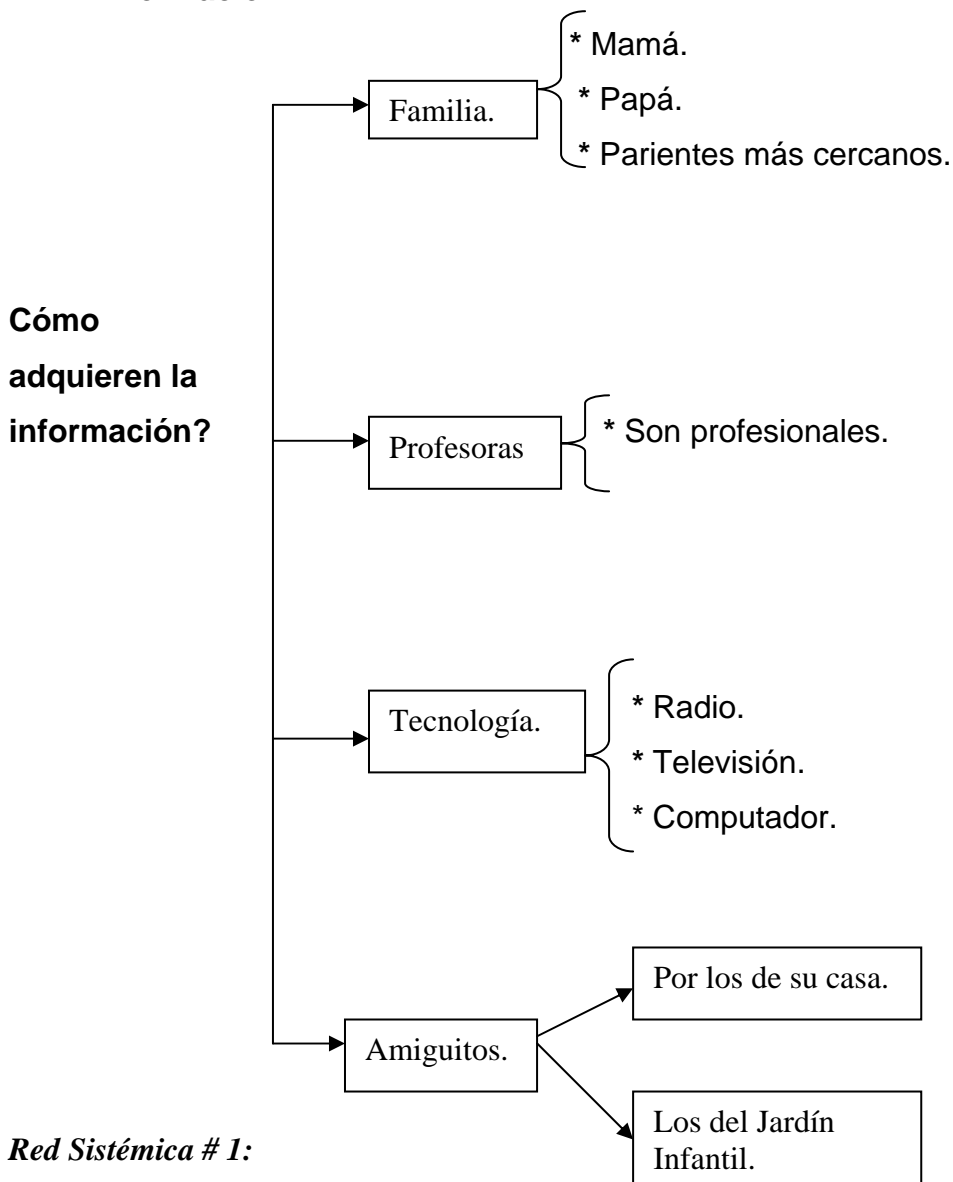 * Mamá.
Familia.
* Papá.
* Parientes más cercanos.
Cómo
adquieren la
información?
Profesoras
* Son profesionales.
Tecnología.
* Radio.
* Televisión.
* Computador.
Por los de su casa.
Amiguitos.
Los del Jardín
Infantil.
Red Sistémica # 1: